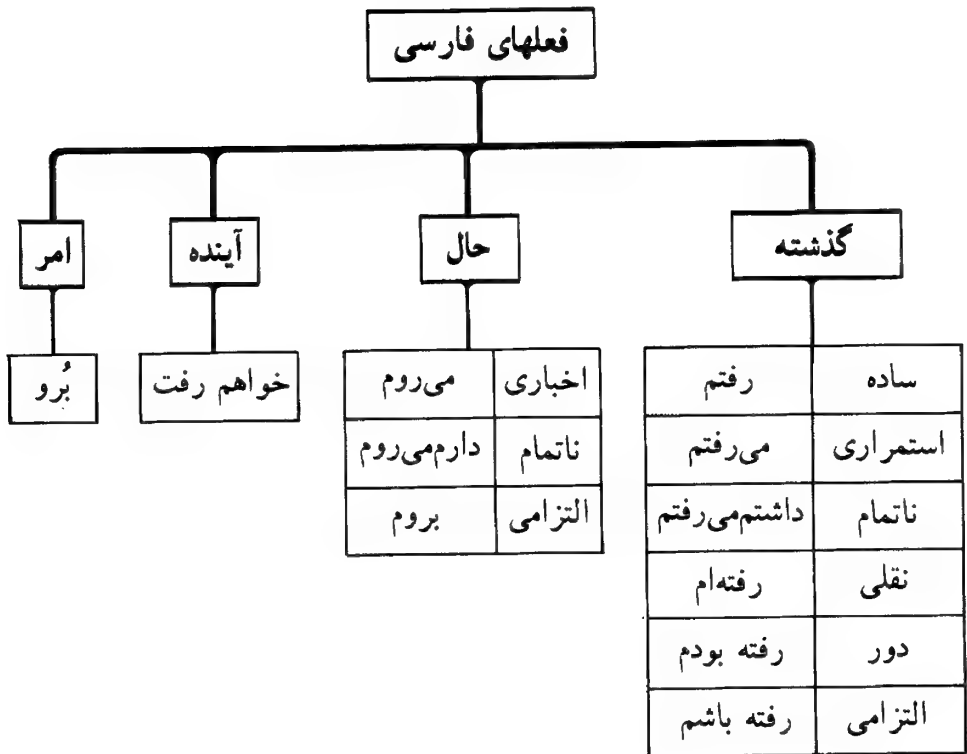 فعلهای فارسی
گذشته
حال
آینده
امر
ساده رفتم
استمراری می‌رفتم
ناتمام داشتم‌می‌رفتم
نقلی رفته‌ام
دور رفته بودم
التزامی رفته باشم
اخباری می‌روم
ناتمام دارم‌می‌روم
التزامی بروم
خواهم رفت
بُرو